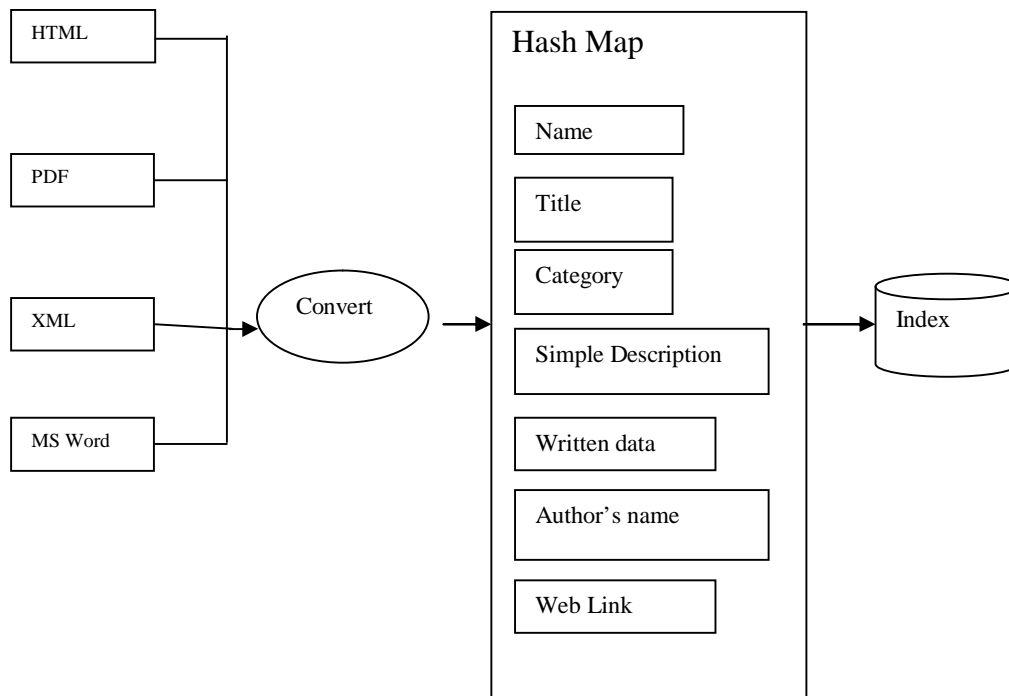 HTML
PDF
XML
MS Word
Convert
Hash Map
Name
Title
Category
Simple Description
Written data
Author’s name
Web Link
Index